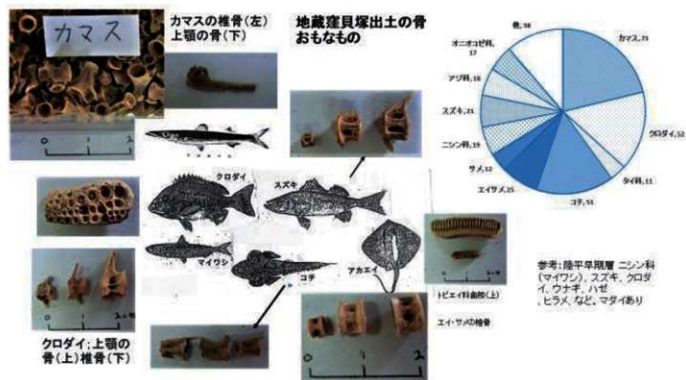 カマス
0 1 2
カマスの椎骨(左)
上顎の骨(下)
地蔵窪貝塚出土の骨
おもなもの
クロダイ
スズキ
マイワシ
コチ
アカエイ
クロダイ;上顎の
骨(上)椎骨(下)
トビエイ科歯板(上)
エイ・サメの椎骨
0 1 2
カマス, 71
クロダイ, 52
タイ科, 11
コチ, 51
エイサメ, 25
サメ, 12
ニシン科, 19
スズキ, 21
アジ科, 18
オニオコゼ科,
17
他, 38
参考:陸平早期層 ニシン科
(マイワシ)、スズキ、クロダ
イ、ウナギ、ハゼ
、ヒラメ、など。マダイあり